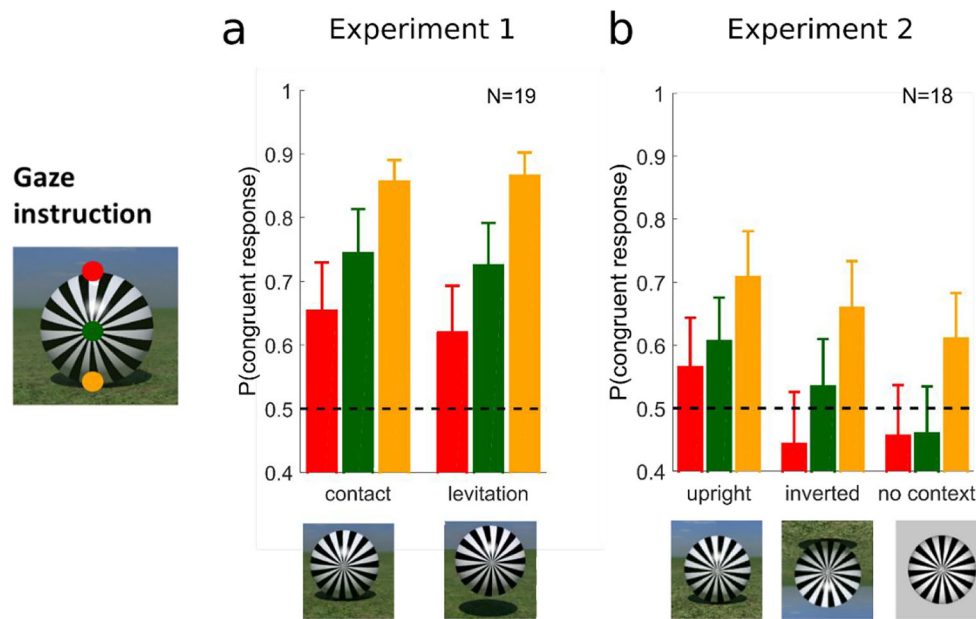 a
Experiment 1
b
Experiment 2
Gaze
instruction
P(congruent response)
1
0.9
0.8
0.7
0.6
0.5
0.4
N=19
contact
levitation
P(congruent response)
1
0.9
0.8
0.7
0.6
0.5
0.4
N=18
upright
inverted
no context